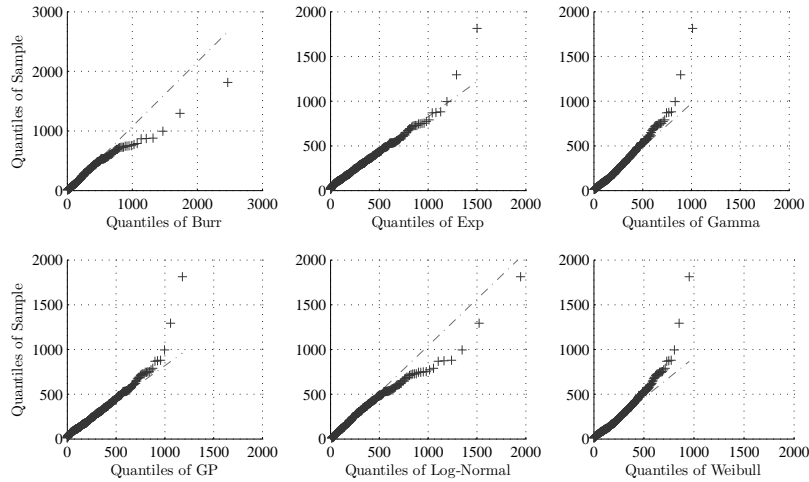 3000
2000
1000
0
0 1000 2000 3000
Quantiles of Sample
Quantiles of Burr
2000
1500
1000
500
0
0 500 1000 1500 2000
Quantiles of Exp
2000
1500
1000
500
0
0 500 1000 1500 2000
Quantiles of Gamma
2000
1500
1000
500
0
0 500 1000 1500 2000
Quantiles of Sample
Quantiles of GP
2000
1500
1000
500
0
0 500 1000 1500 2000
Quantiles of Log-Normal
2000
1500
1000
500
0
0 500 1000 1500 2000
Quantiles of Weibull